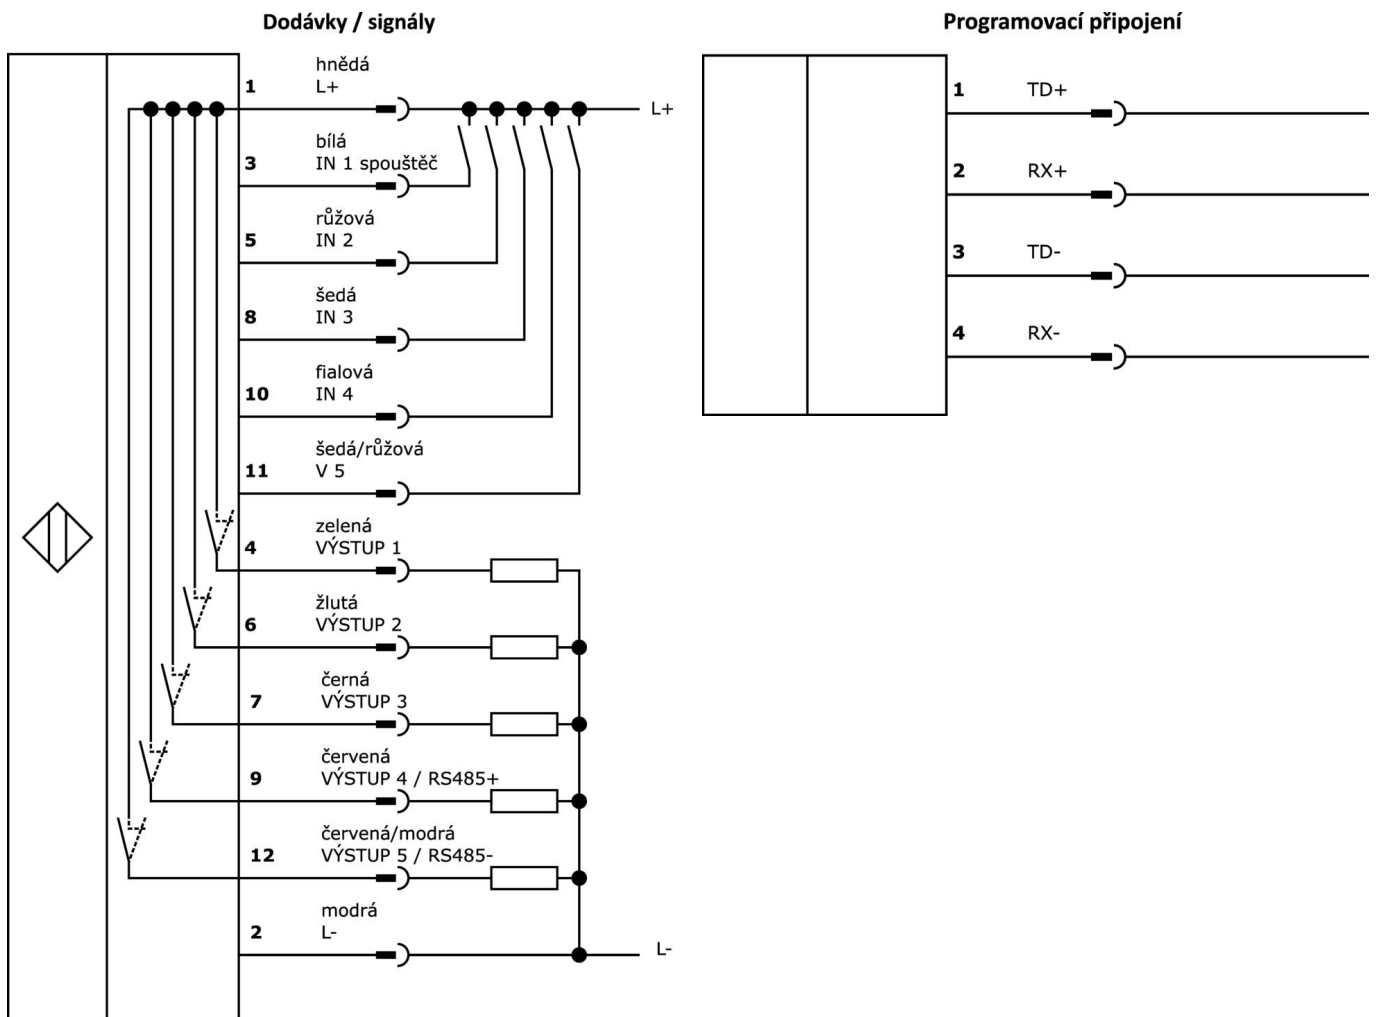 Dodávky / signály
hnědá
1 L+
L+
bílá
3 IN 1 spouštěč
růžová
5 IN 2
šedá
8 IN 3
fialová
10 IN 4
šedá/růžová
11 V 5
zelená
4 VÝSTUP 1
žlutá
6 VÝSTUP 2
černá
7 VÝSTUP 3
červená
9 VÝSTUP 4 / RS485+
červená/modrá
12 VÝSTUP 5 / RS485-
modrá
2 L-
L-
Programovací připojení
1 TD+
2 RX+
3 TD-
4 RX-